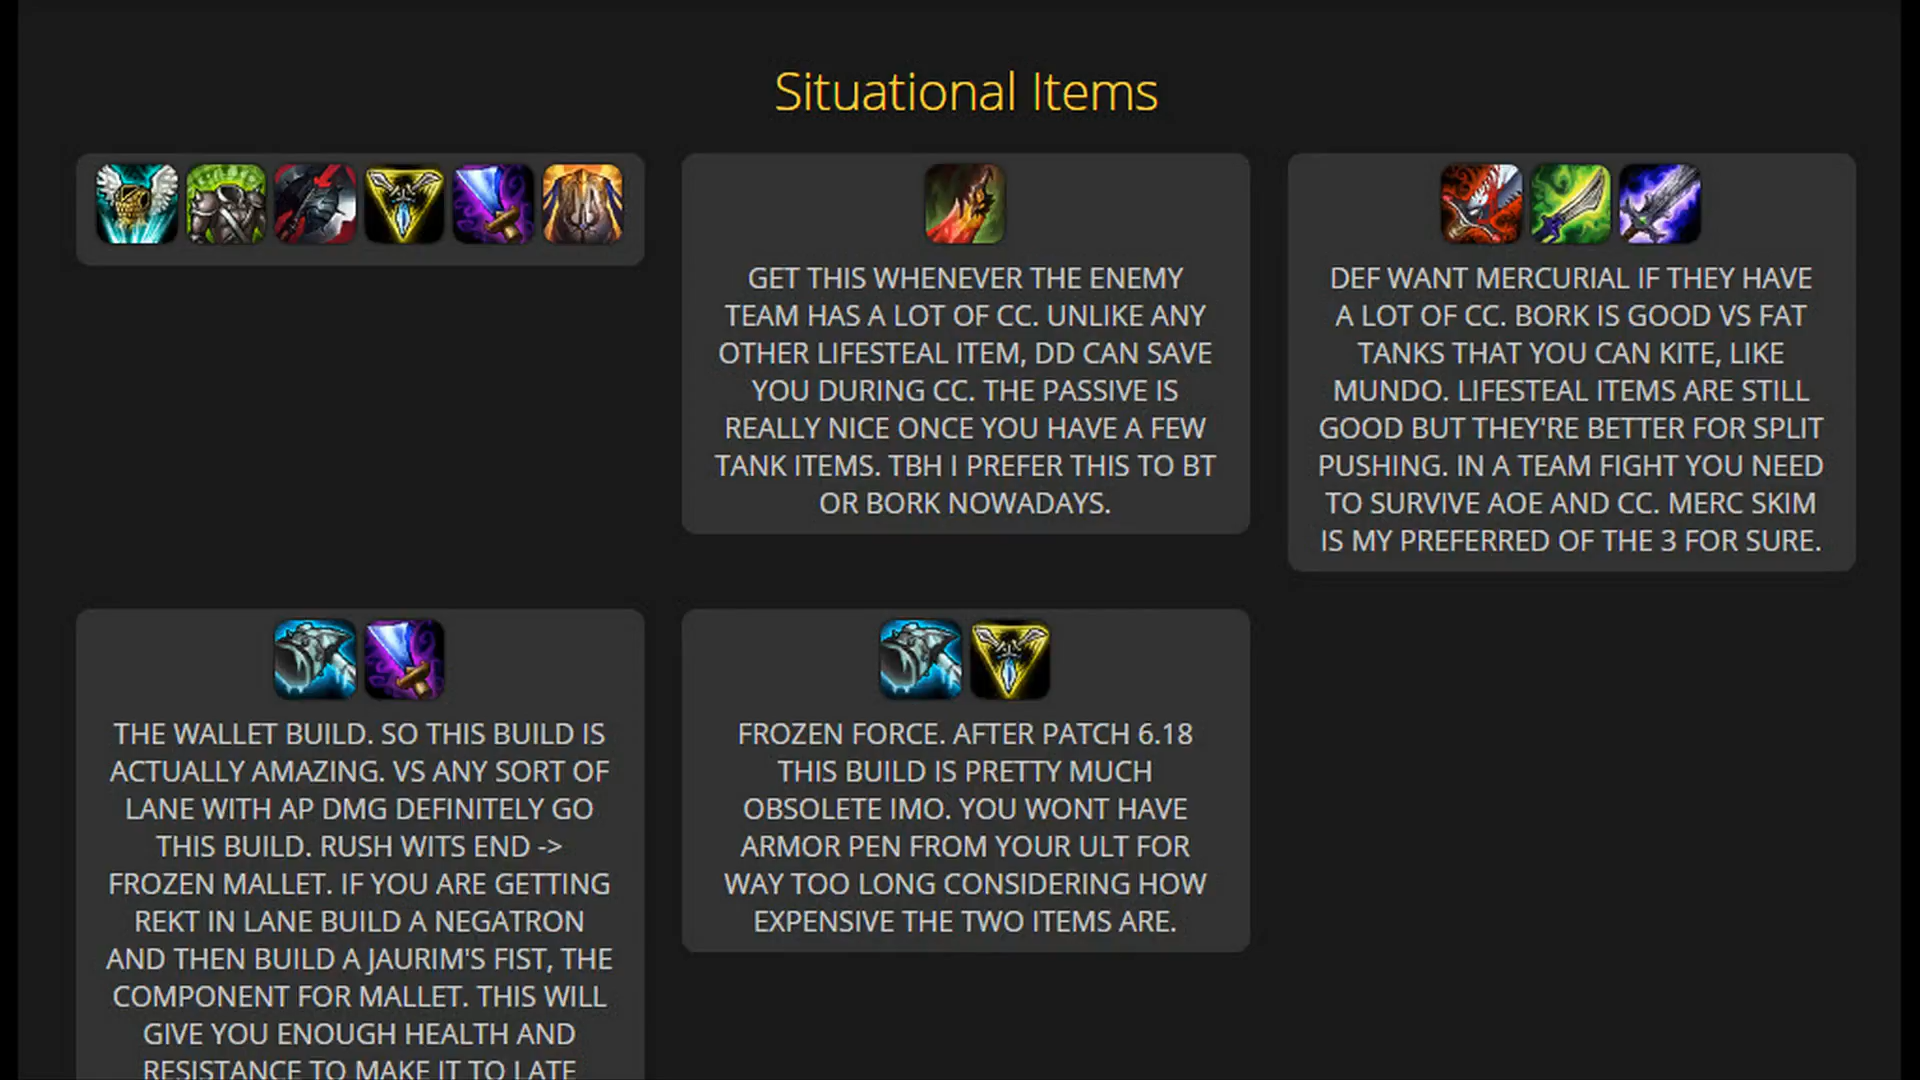 Situational Items
GET THIS WHENEVER THE ENEMY
TEAM HAS A LOT OF CC. UNLIKE ANY
OTHER LIFESTEAL ITEM, DD CAN SAVE
YOU DURING CC. THE PASSIVE IS
REALLY NICE ONCE YOU HAVE A FEW
TANK ITEMS. TBH I PREFER THIS TO BT
OR BORK NOWADAYS.
DEF WANT MERCURIAL IF THEY HAVE
A LOT OF CC. BORK IS GOOD VS FAT
TANKS THAT YOU CAN KITE, LIKE
MUNDO. LIFESTEAL ITEMS ARE STILL
GOOD BUT THEY'RE BETTER FOR SPLIT
PUSHING. IN A TEAM FIGHT YOU NEED
TO SURVIVE AOE AND CC. MERC SKIM
IS MY PREFERRED OF THE 3 FOR SURE.
THE WALLET BUILD. SO THIS BUILD IS
ACTUALLY AMAZING. VS ANY SORT OF
LANE WITH AP DMG DEFINITELY GO
THIS BUILD. RUSH WITS END ->
FROZEN MALLET. IF YOU ARE GETTING
REKT IN LANE BUILD A NEGATRON
AND THEN BUILD A JAURIM'S FIST, THE
COMPONENT FOR MALLET. THIS WILL
GIVE YOU ENOUGH HEALTH AND
RESISTANCE TO MAKE IT TO LATE
FROZEN FORCE. AFTER PATCH 6.18
THIS BUILD IS PRETTY MUCH
OBSOLETE IMO. YOU WONT HAVE
ARMOR PEN FROM YOUR ULT FOR
WAY TOO LONG CONSIDERING HOW
EXPENSIVE THE TWO ITEMS ARE.